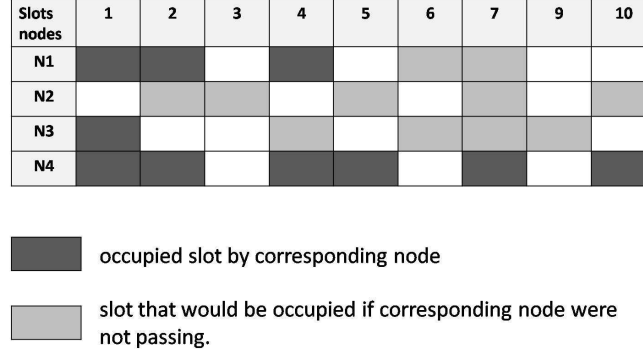 Slots 1 2 3 4 5 6 7 9 10
nodes
N1
N2
N3
N4
occupied slot by corresponding node
slot that would be occupied if corresponding node were
not passing.